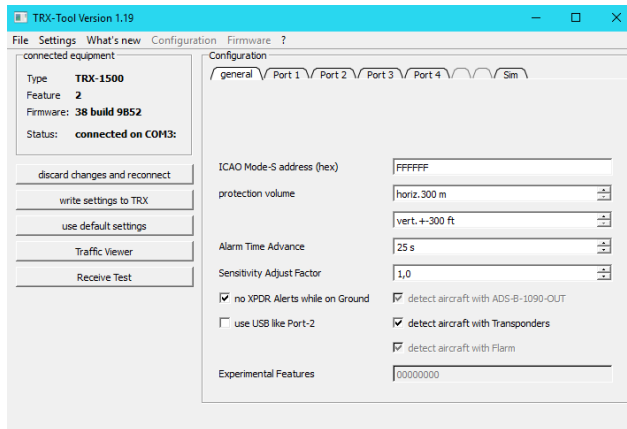 TRX-Tool Version 1.19
File Settings What's new Configuration Firmware ?
connected equipment
Type TRX-1500
Feature 2
Firmware: 38 build 9B52
Status: connected on COM3:
discard changes and reconnect
write settings to TRX
use default settings
Traffic Viewer
Receive Test
Configuration
general Port 1 Port 2 Port 3 Port 4 Sim
ICAO Mode-S address (hex) FFFFFF
protection volume horiz.300 m
vert.+-300 ft
Alarm Time Advance 25 s
Sensitivity Adjust Factor 1,0
no XPDR Alerts while on Ground detect aircraft with ADS-B-1090-OUT
use USB like Port-2 detect aircraft with Transponders
detect aircraft with Flarm
Experimental Features 00000000